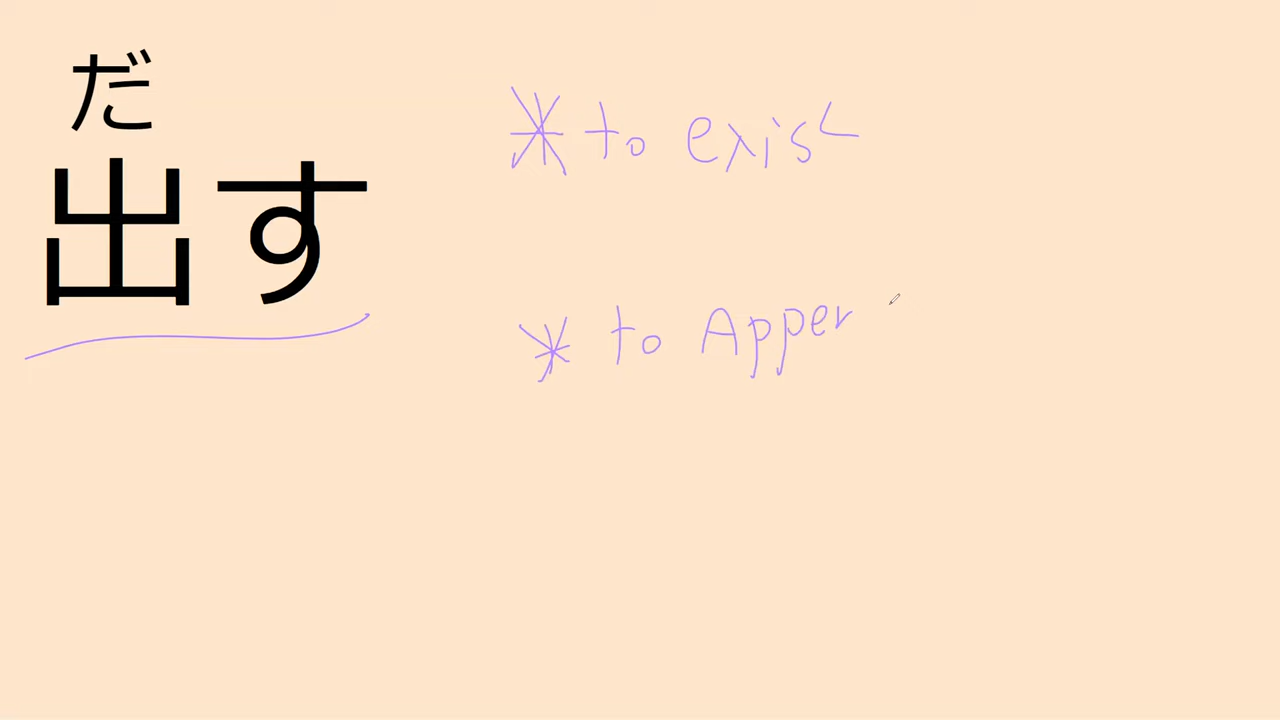 だ
出す
* to exist
* to Apper